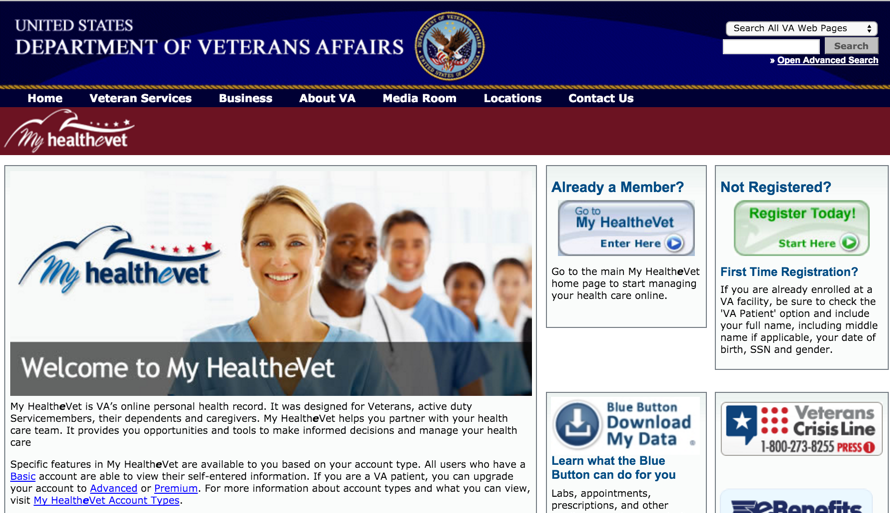 UNITED STATES
DEPARTMENT OF VETERANS AFFAIRS
Search All VA Web Pages
Search
» Open Advanced Search
Home Veteran Services Business About VA Media Room Locations Contact Us
My healthevet
My healthevet
Welcome to My HealtheVet
My HealtheVet is VA's online personal health record. It was designed for Veterans, active duty
Servicemembers, their dependents and caregivers. My HealtheVet helps you partner with your health
care team. It provides you opportunities and tools to make informed decisions and manage your health
care
Specific features in My HealtheVet are available to you based on your account type. All users who have a
Basic account are able to view their self-entered information. If you are a VA patient, you can upgrade
your account to Advanced or Premium. For more information about account types and what you can view,
visit My HealtheVet Account Types.
Already a Member?
Go to
My HealtheVet
Enter Here
Go to the main My HealtheVet
home page to start managing
your health care online.
Not Registered?
Register Today!
Start Here
First Time Registration?
If you are already enrolled at a
VA facility, be sure to check the
'VA Patient' option and include
your full name, including middle
name if applicable, your date of
birth, SSN and gender.
Blue Button
Download
My Data ®
Learn what the Blue
Button can do for you
Labs, appointments,
prescriptions, and other
Veterans
Crisis Line
1-800-273-8255 PRESS 1
eBenefits